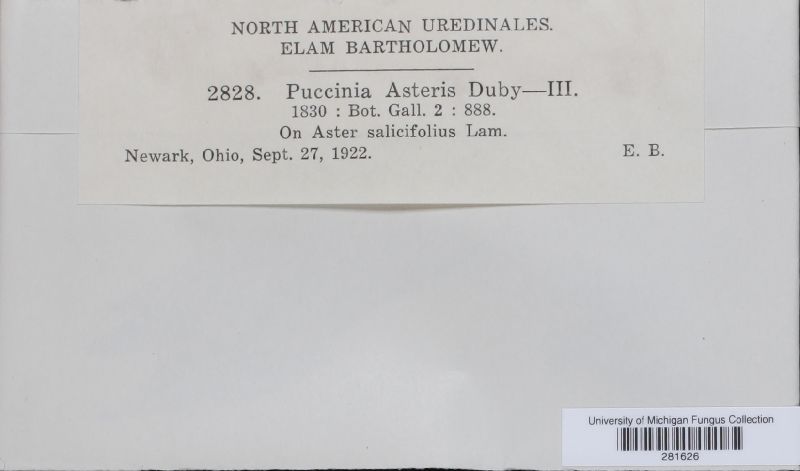 NORTH AMERICAN UREDINALES.
ELAM BARTHOLOMEW.
2828. Puccinia Asteris Duby—III.
1830 : Bot. Gall. 2 : 888.
On Aster salicifolius Lam.
Newark, Ohio, Sept. 27, 1922. E. B.
University of Michigan Fungus Collection
281626